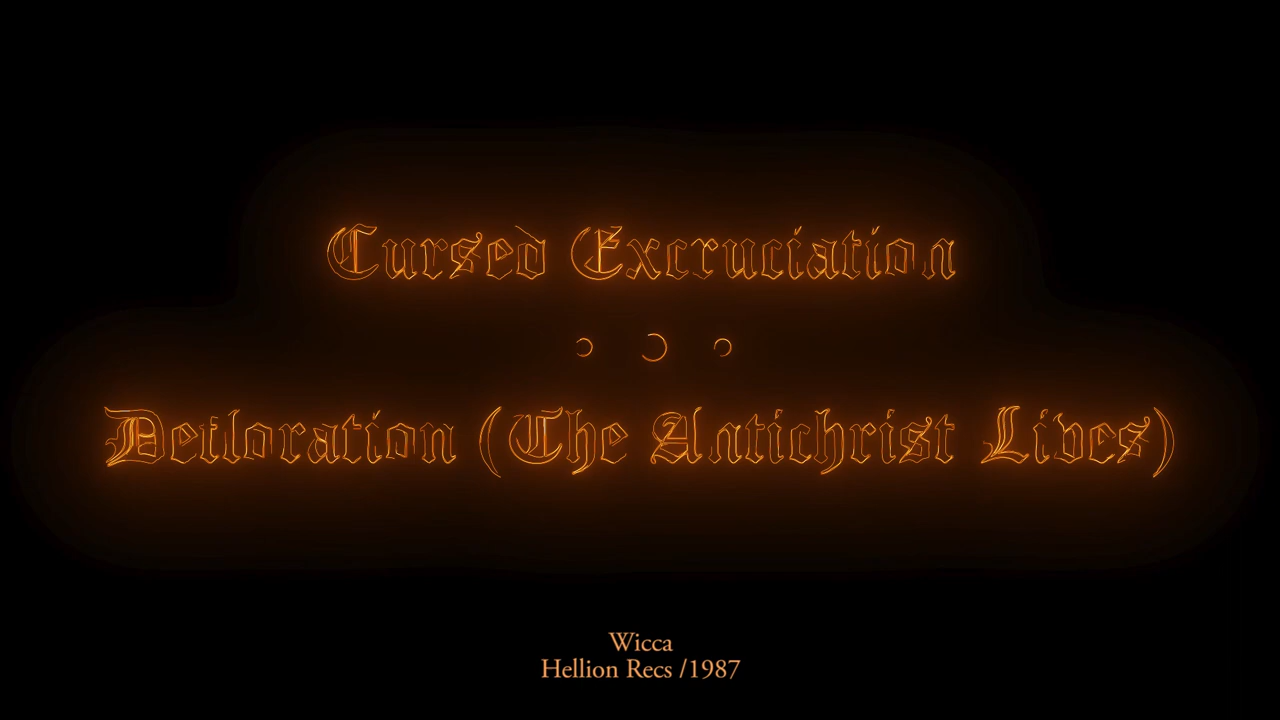 Cursed Excruciation
Defloration (The Antichrist Lives)
Wicca
Hellion Recs /1987